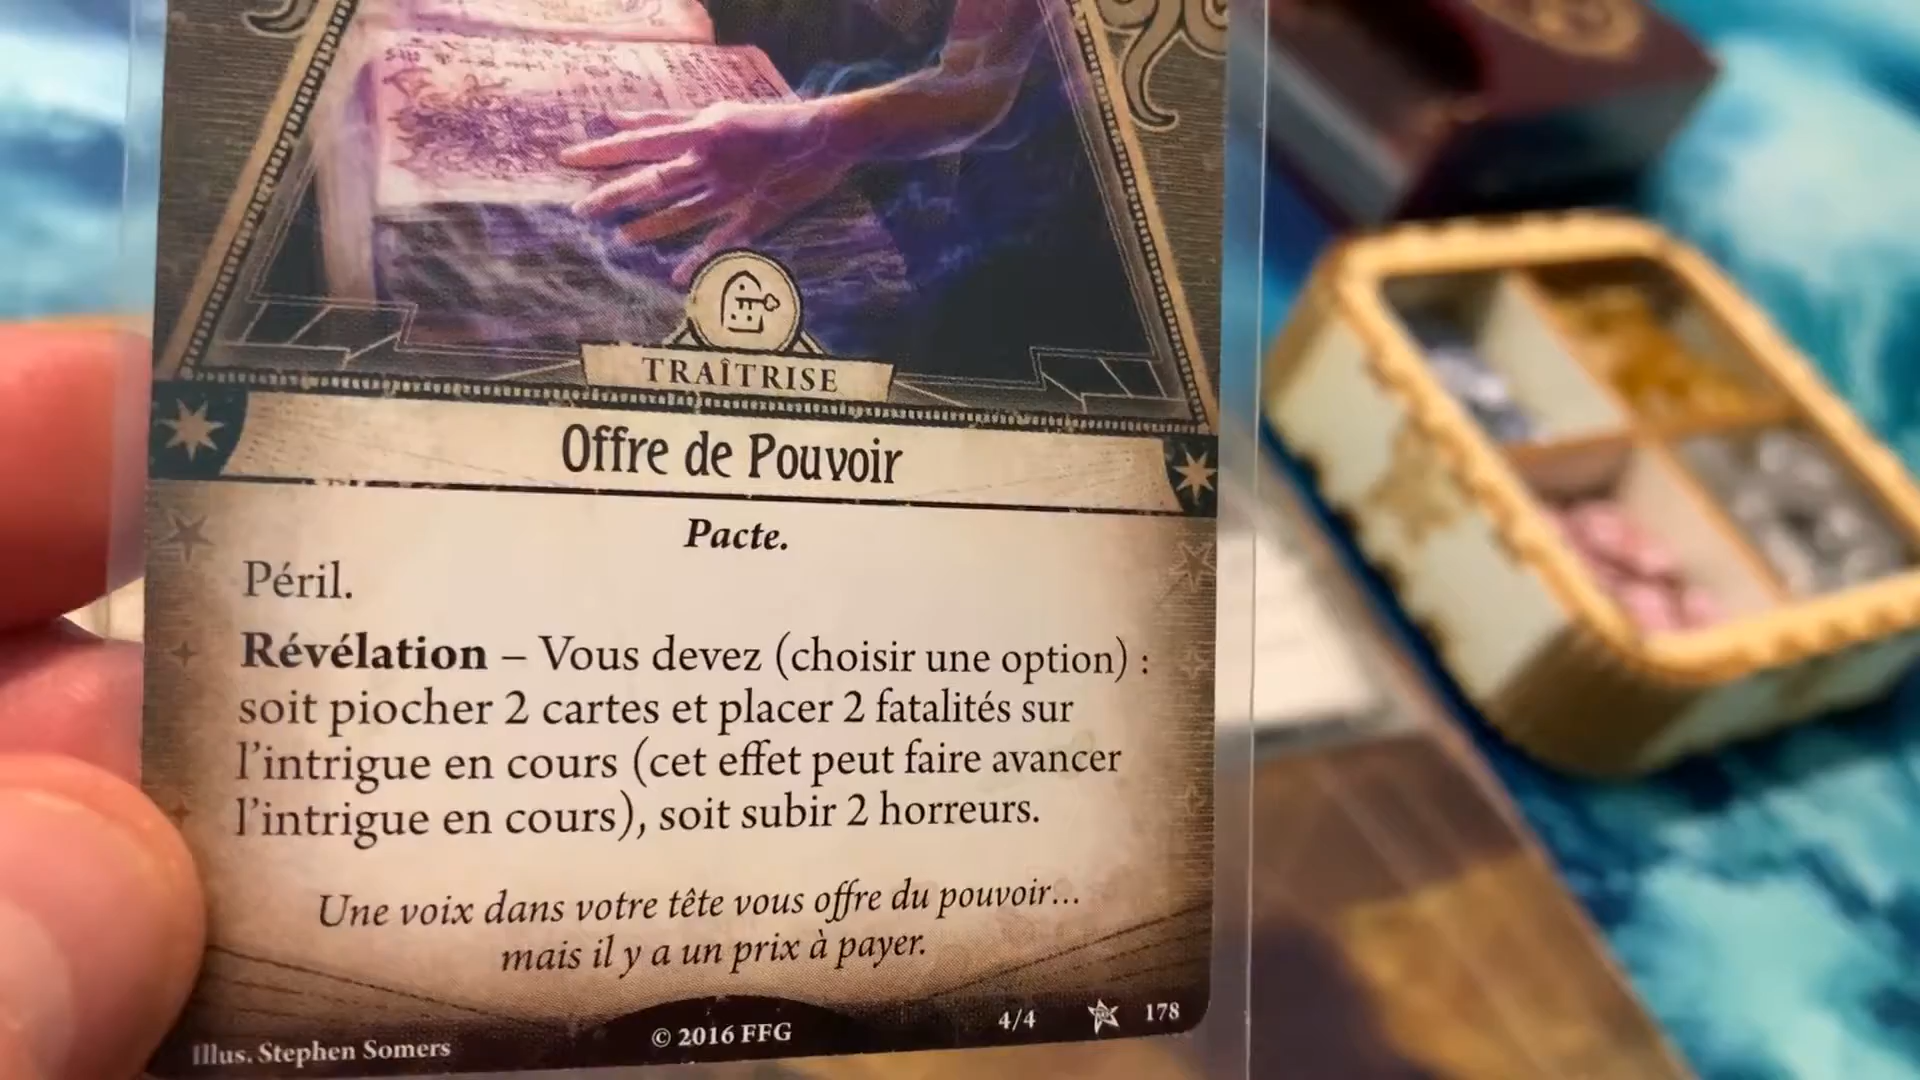 TRAÎTRISE
Offre de Pouvoir
Pacte.
Péril.
Révélation – Vous devez (choisir une option) :
soit piocher 2 cartes et placer 2 fatalités sur
l'intrigue en cours (cet effet peut faire avancer
l'intrigue en cours), soit subir 2 horreurs.
Une voix dans votre tête vous offre du pouvoir...
mais il y a un prix à payer.
Illus. Stephen Somers
© 2016 FFG
4/4
178